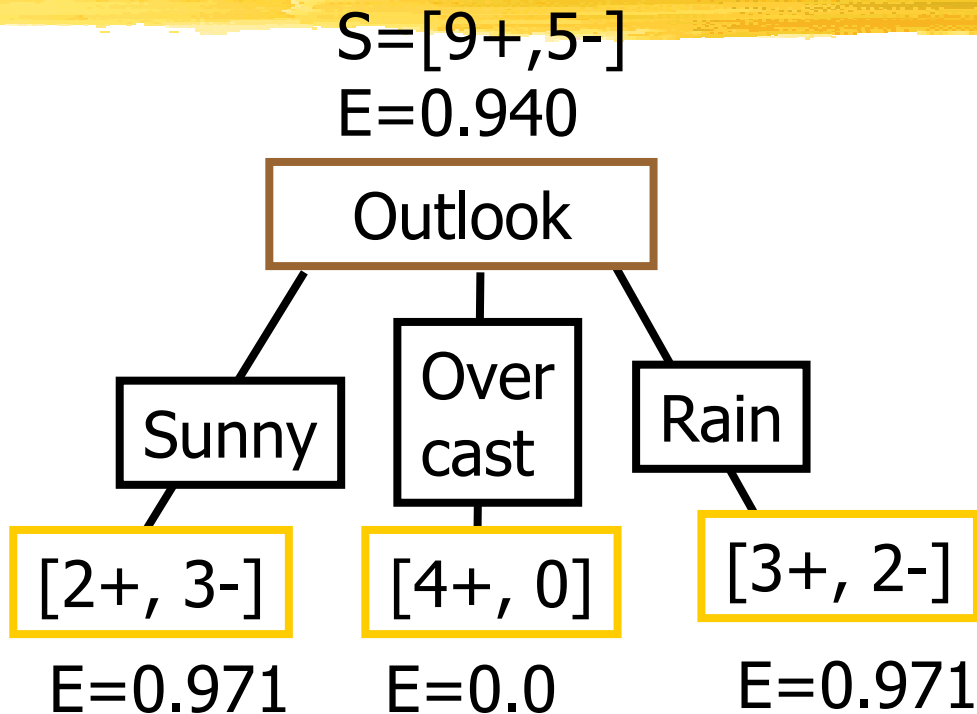 S=[9+,5-]
E=0.940
Outlook
Sunny
Over
cast
Rain
[2+, 3-]
[4+, 0]
[3+, 2-]
E=0.971
E=0.0
E=0.971